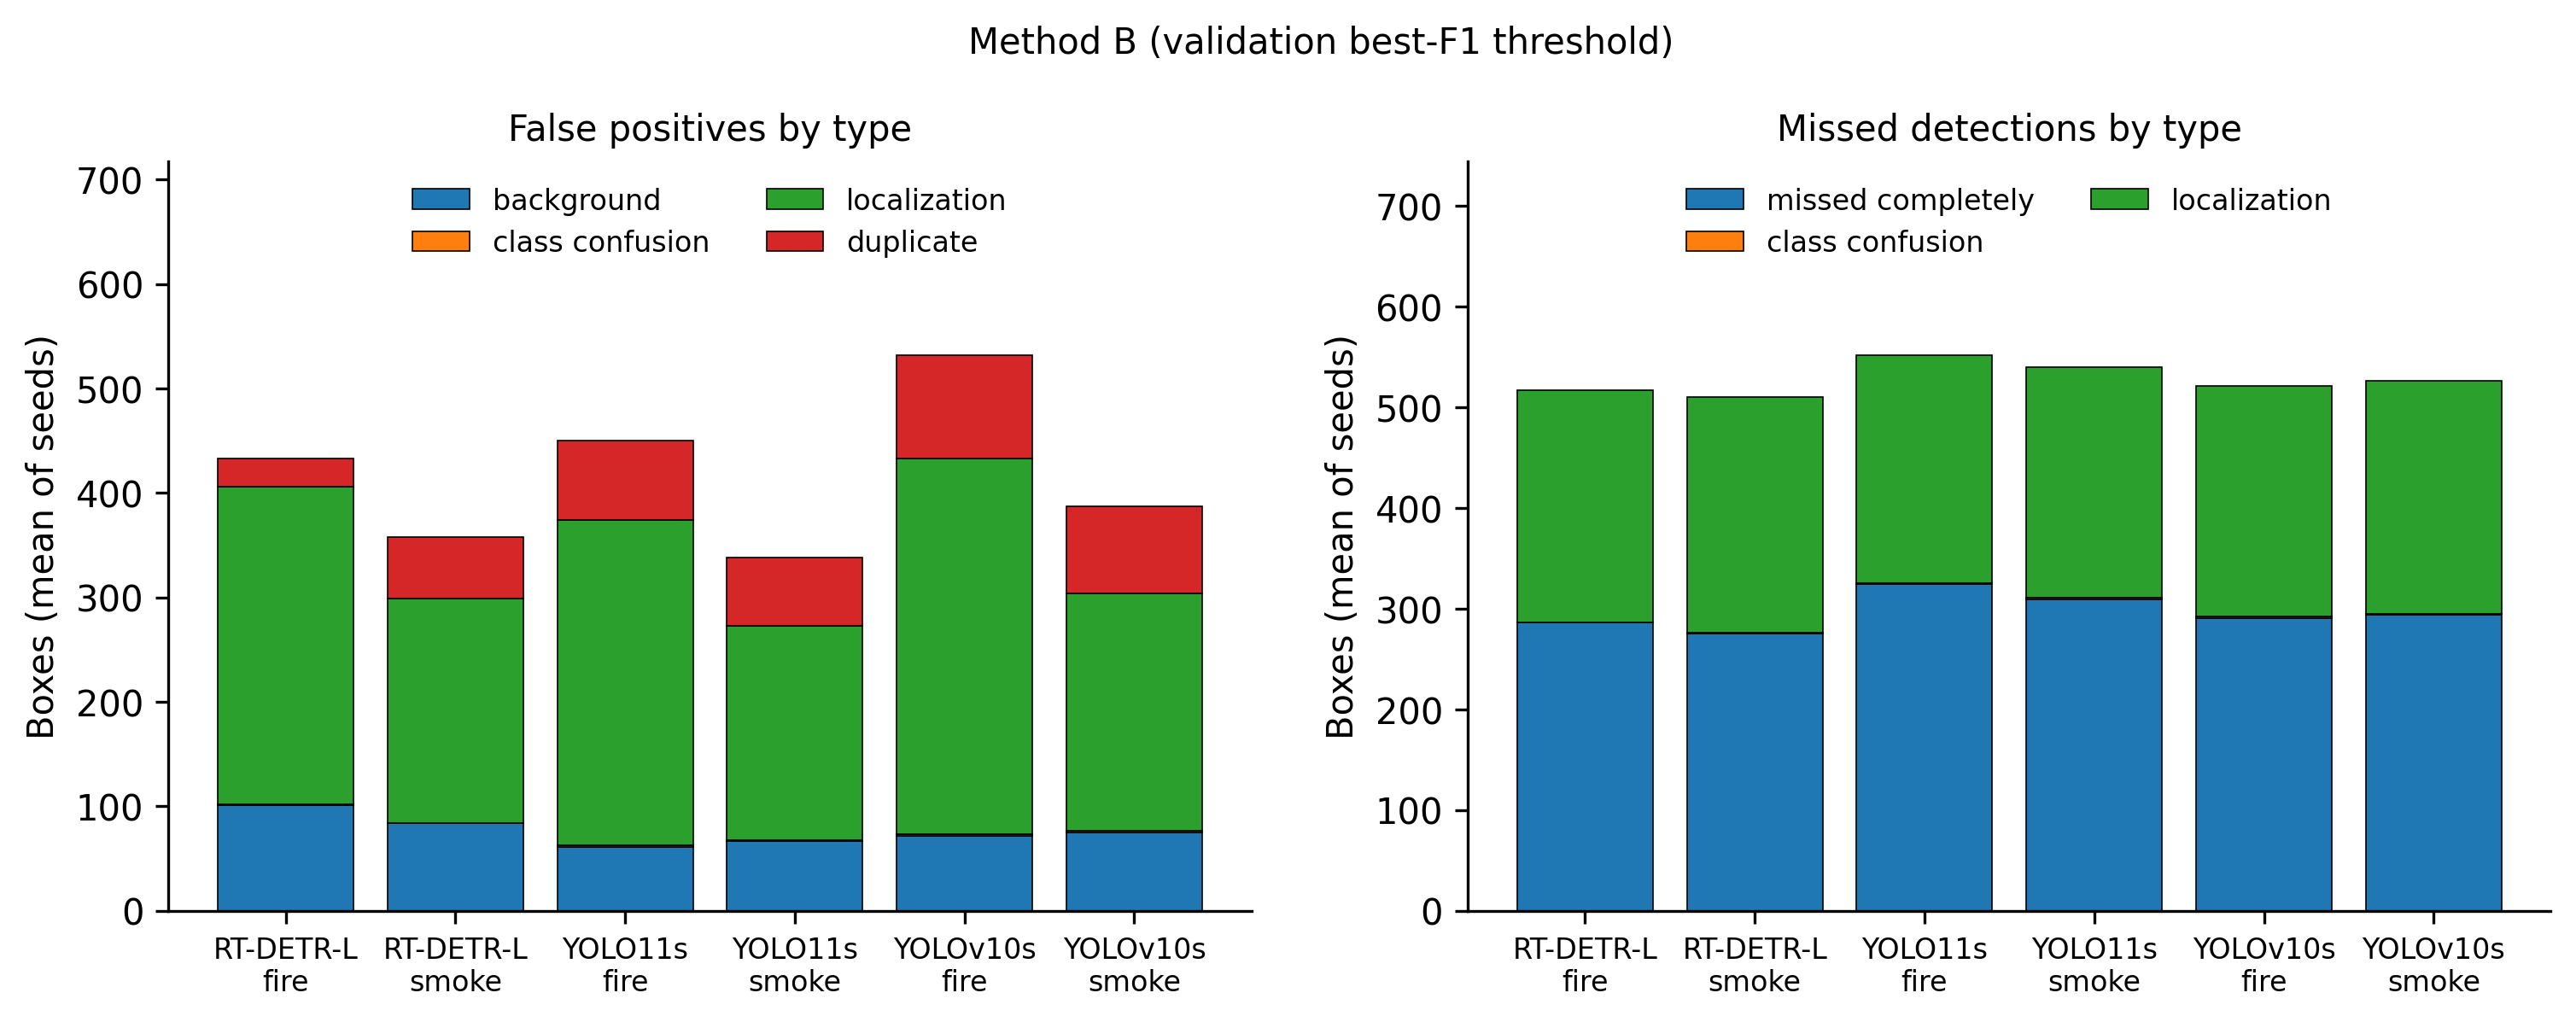 Method B (validation best-F1 threshold)
False positives by type
background
class confusion
localization
duplicate
Boxes (mean of seeds)
700
600
500
400
300
200
100
0
RT-DETR-L
fire
RT-DETR-L
smoke
YOLO11s
fire
YOLO11s
smoke
YOLOv10s
fire
YOLOv10s
smoke
Missed detections by type
missed completely
class confusion
localization
Boxes (mean of seeds)
700
600
500
400
300
200
100
0
RT-DETR-L
fire
RT-DETR-L
smoke
YOLO11s
fire
YOLO11s
smoke
YOLOv10s
fire
YOLOv10s
smoke